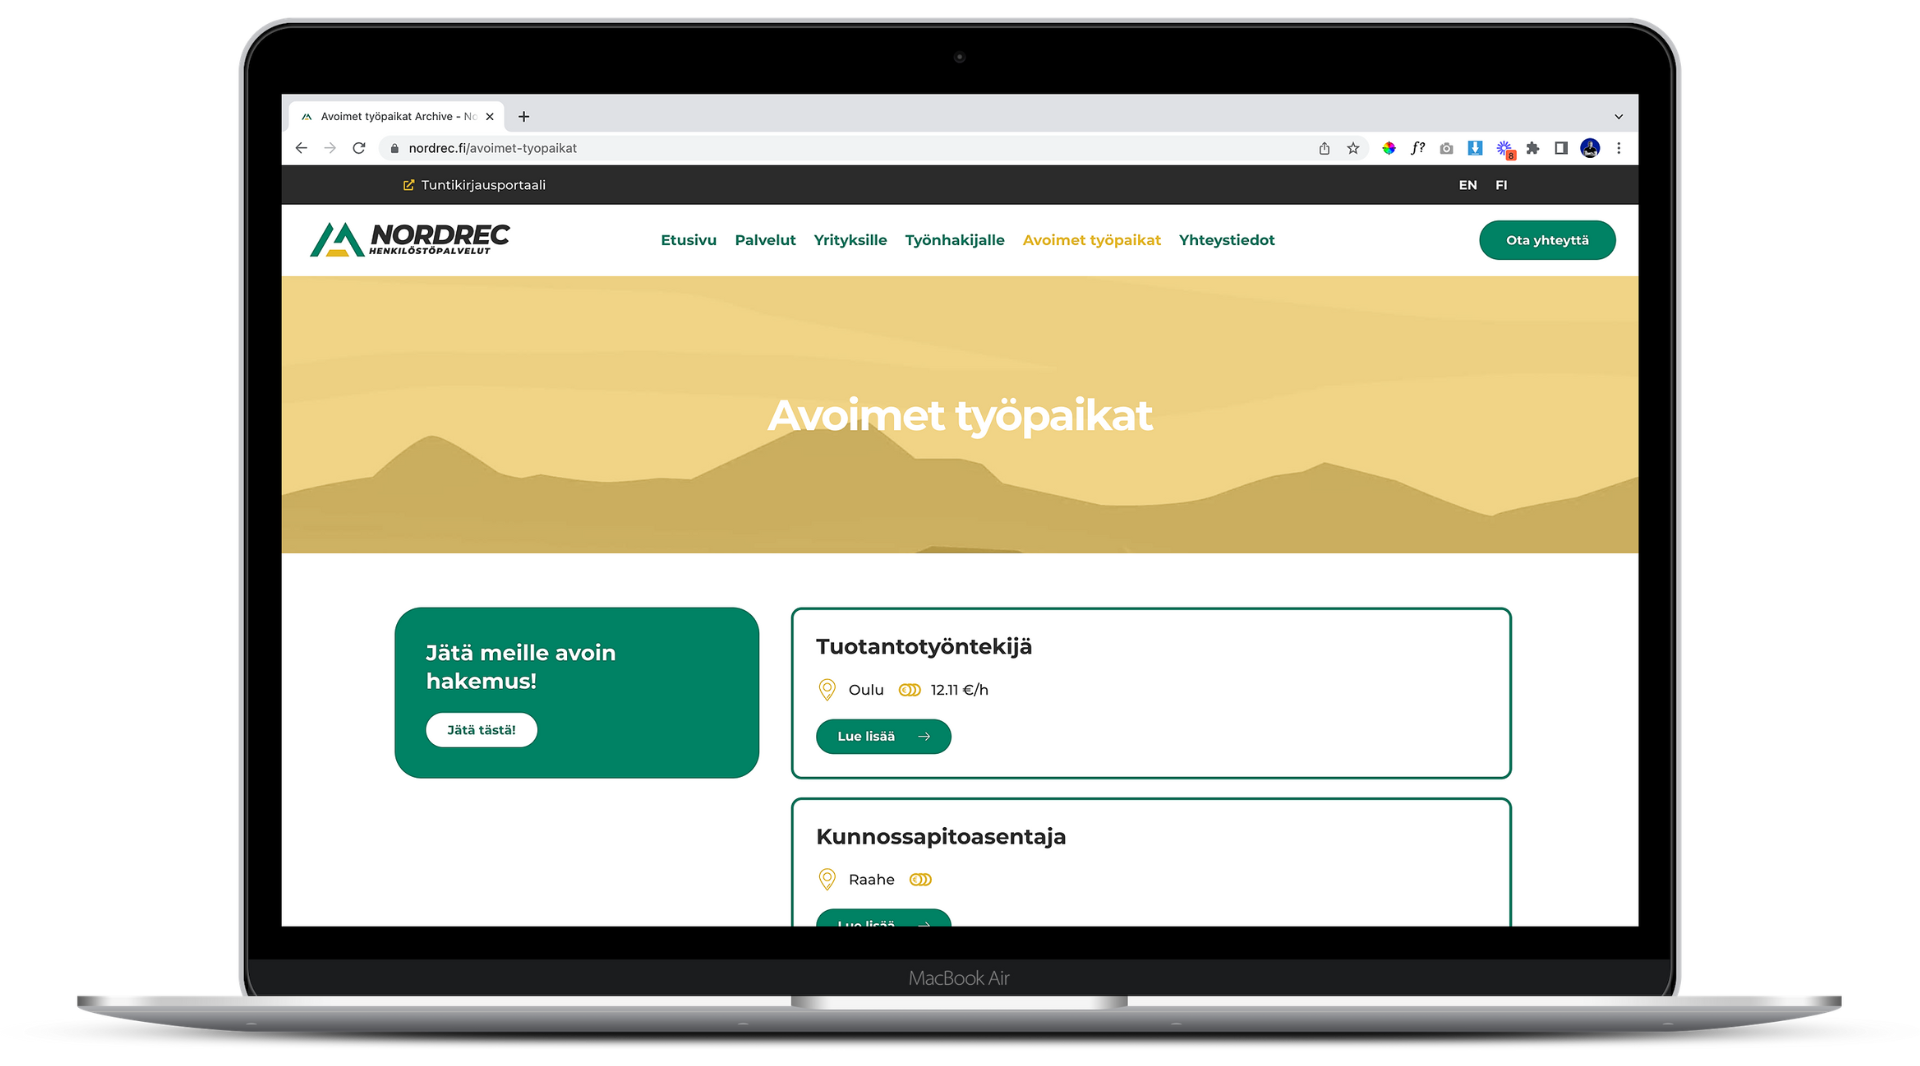 Avoimet työpaikat Archive - No
nordrec.fi/avoimet-tyopaikat
f?
8
Tuntikirjausportaali
EN FI
NORDREC
HENKILÖSTÖPALVELUT
Etusivu Palvelut Yrityksille Työnhakijalle Avoimet työpaikat Yhteystiedot
Ota yhteyttä
Avoimet työpaikat
Jätä meille avoin
hakemus!
Jätä tästä!
Tuotantotyöntekijä
Oulu 12.11 €/h
Lue lisää
Kunnossapitoasentaja
Raahe
Lue lisää
MacBook Air